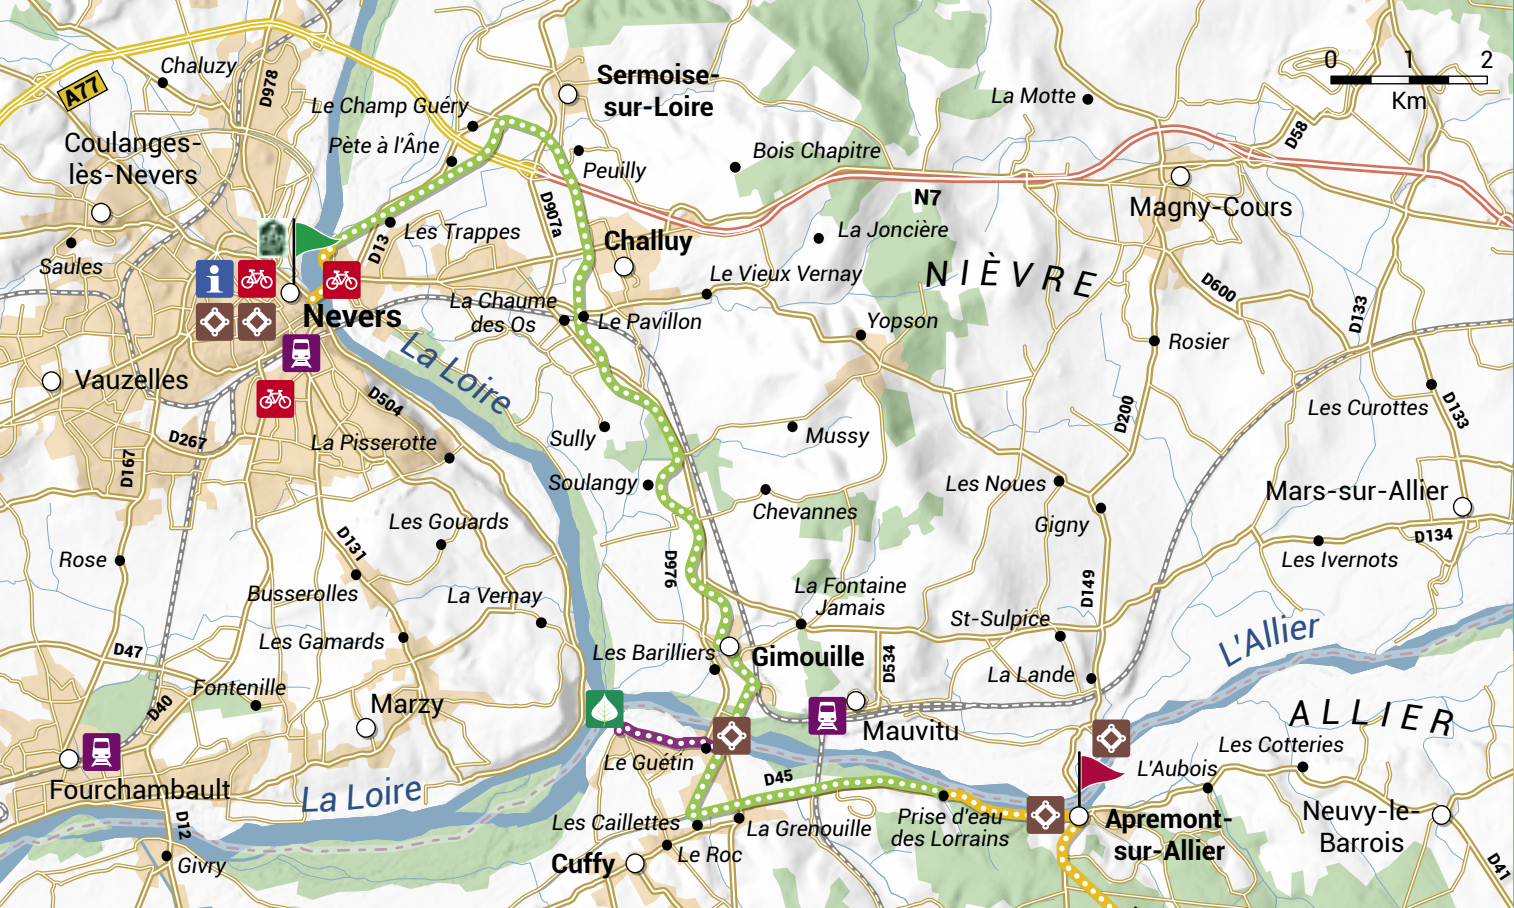 Chaluzy
A77
D978
Sermoise-
sur-Loire
0 1 2
Km
La Motte
Le Champ Guéry
Pète à l'Âne
Coulanges-
lès-Nevers
Peuilly
Bois Chapitre
D58
D907a
N7
Magny-Cours
Les Trappes
D13
Challuy
La Joncière
Saules
i
Le Vieux Vernay
NIÈVRE
D600
D133
La Chaume
des Os
Nevers
Le Pavillon
Yopson
Rosier
La Loire
Vauzelles
D504
D200
Les Curottes
D133
D267
D167
La Pisserotte
Sully
Mussy
Soulangy
Chevannes
Les Noues
Gigny
Mars-sur-Allier
Les Gouards
D131
Rose
D976
D134
Les Ivernots
Busserolles
La Vernay
La Fontaine
Jamais
D149
St-Sulpice
Les Gamards
D47
Les Barilliers
Gimouille
D534
La Lande
L'Allier
Fontenille
D40
Marzy
Mauvitu
ALLIER
Les Cotteries
Le Guétin
D45
L'Aubois
Fourchambault
La Loire
D12
Les Caillettes
La Grenouille
Prise d'eau
des Lorrains
Apremont-
sur-Allier
Neuvy-le-
Barrois
Givry
Cuffy
Le Roc
D41